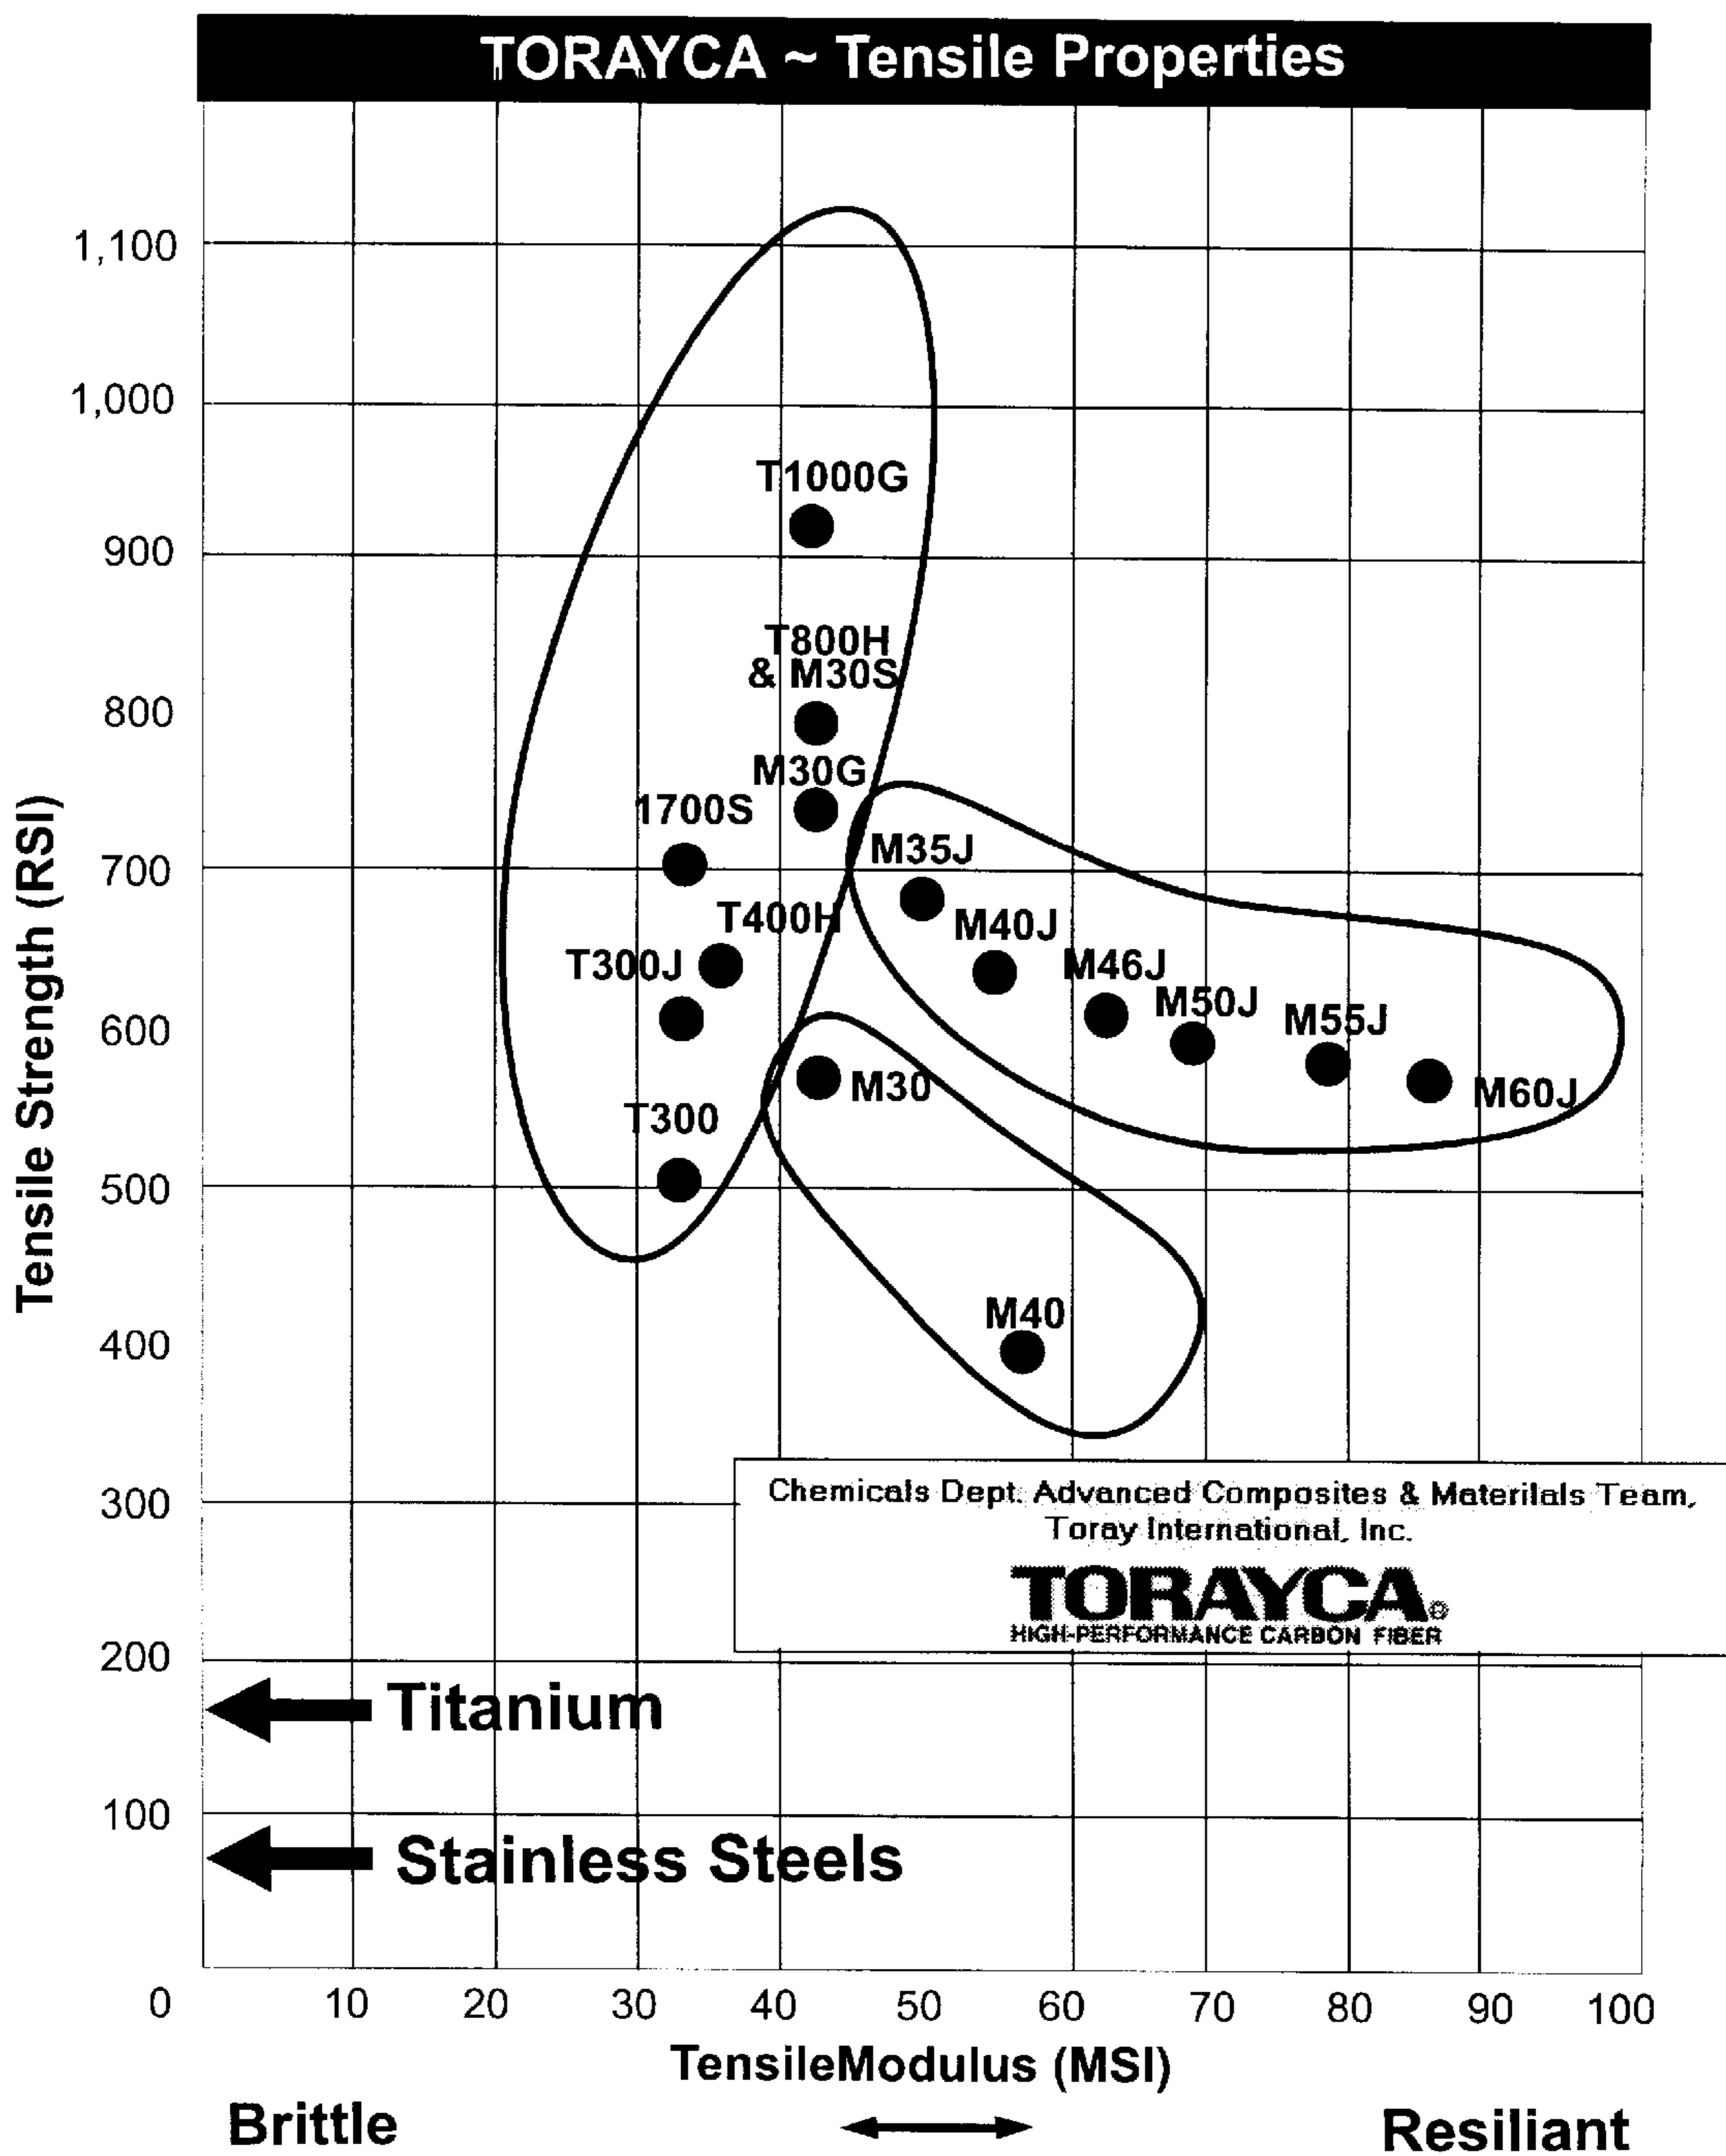 TORAYCA ~ Tensile Properties
1,100
1,000
900
800
700
600
500
400
300
200
100
Tensile Strength (RSI)
T1000G
T800H
& M30S
M30G
1700S
M35J
T400H
M40J
T300J
M46J
M50J
M55J
M30
M60J
T300
M40
Chemicals Dept. Advanced Composites & Materilals Team,
Toray International, Inc.
TORAYCA®
HIGH-PERFORMANCE CARBON FIBER
Titanium
Stainless Steels
0 10 20 30 40 50 60 70 80 90 100
TensileModulus (MSI)
Brittle
Resiliant